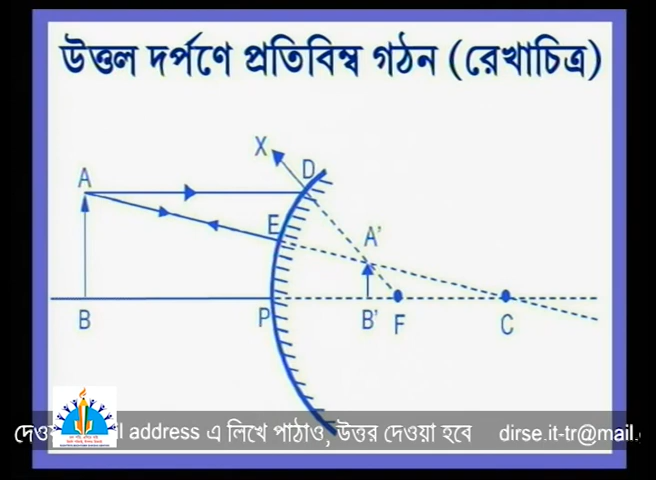 উত্তল দর্পণে প্রতিবিম্ব গঠন (রেখাচিত্র)
X
D
A
E
A'
B
P
B'
F
C
address এ লিখে পাঠাও, উত্তর দেওয়া হবে dirse.it-tr@mail.